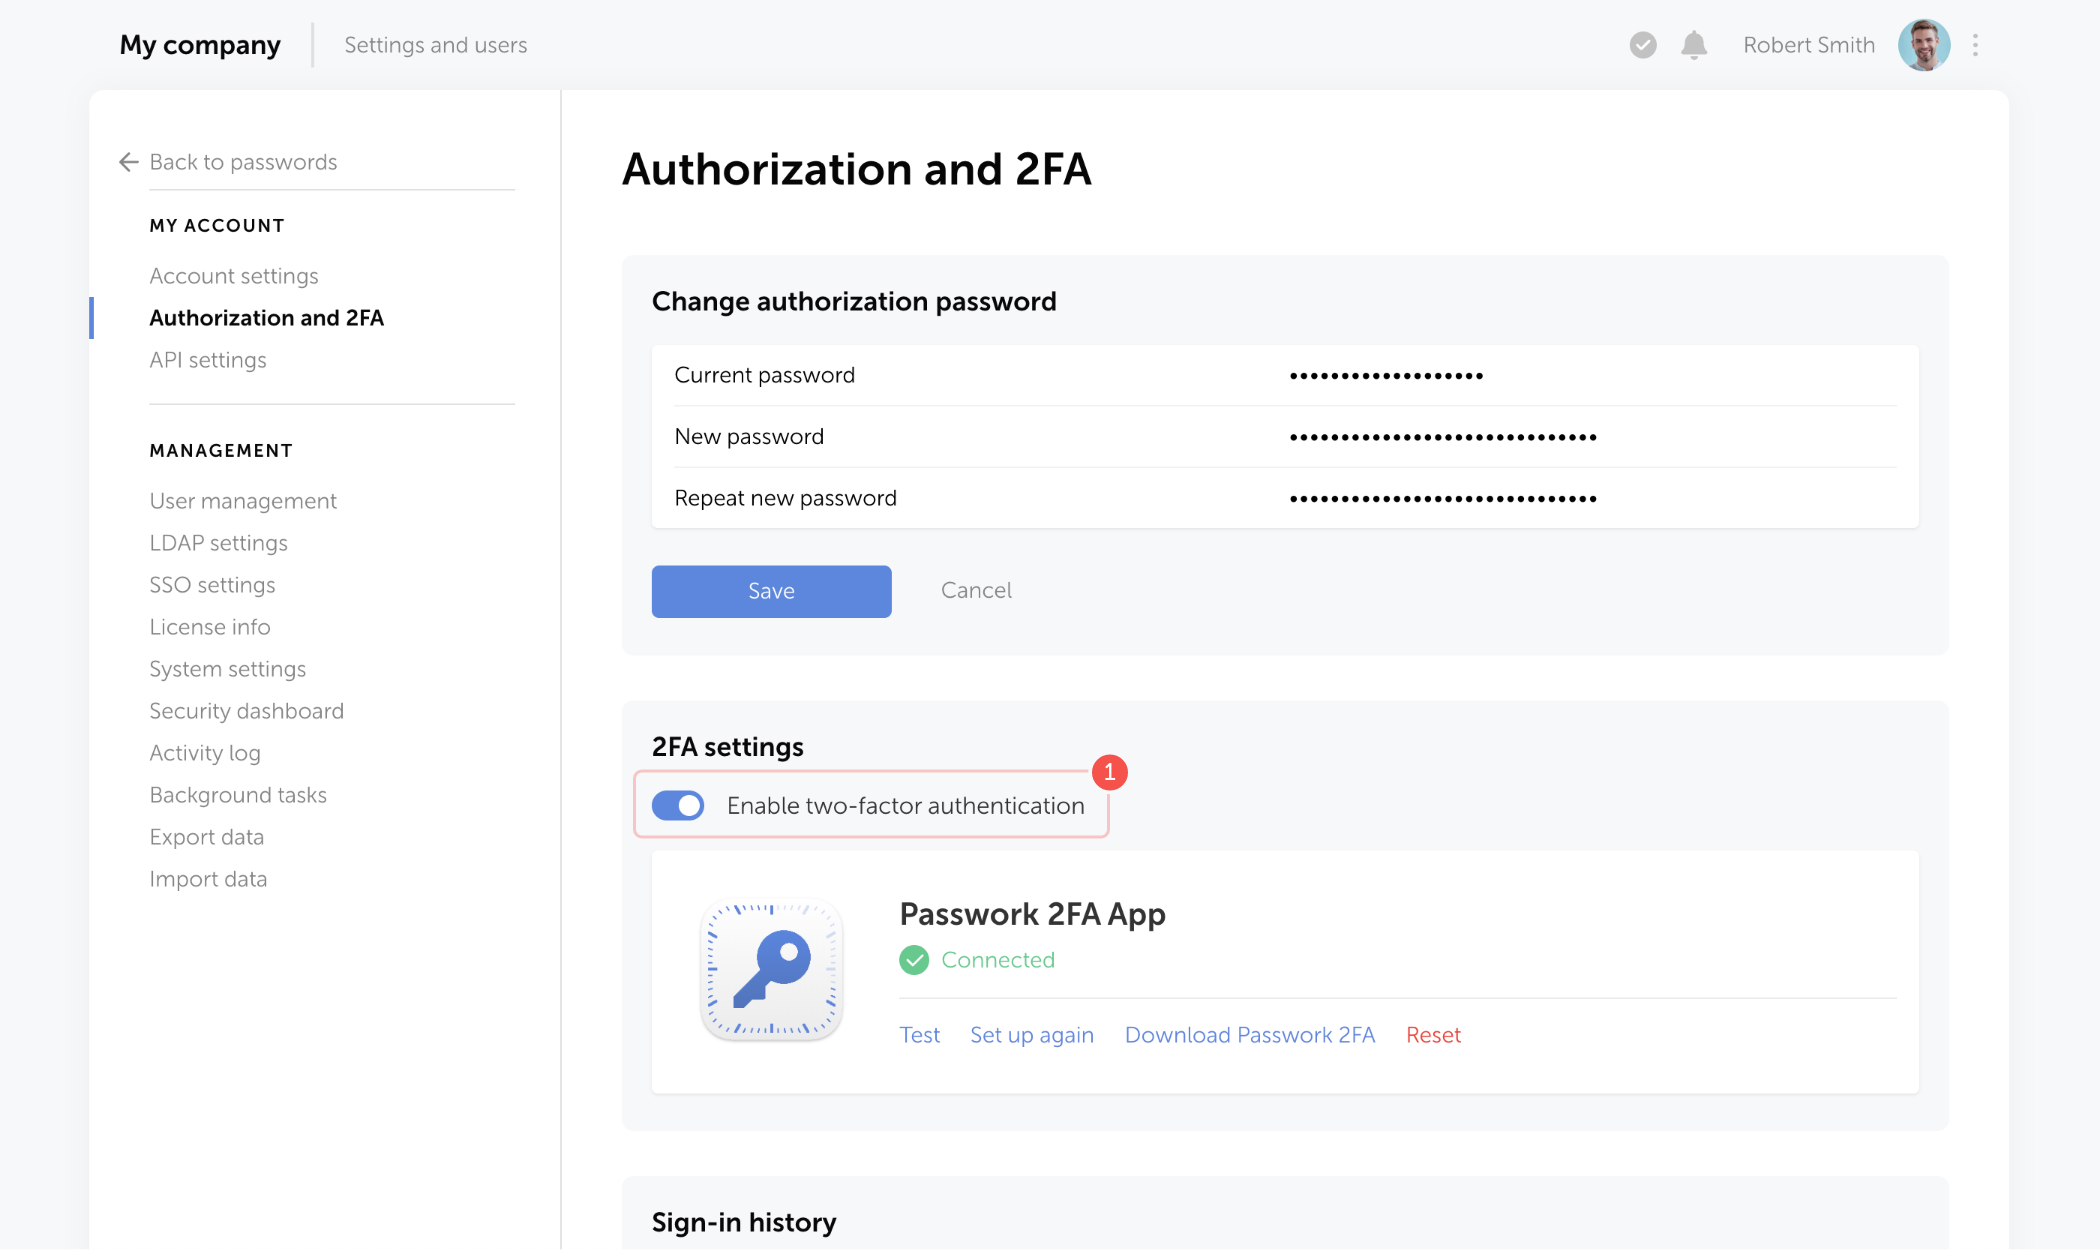 My company
Settings and users
Robert Smith
Back to passwords
MY ACCOUNT
Account settings
Authorization and 2FA
API settings
MANAGEMENT
User management
LDAP settings
SSO settings
License info
System settings
Security dashboard
Activity log
Background tasks
Export data
Import data
Authorization and 2FA
Change authorization password
Current password •••••••••••••••••••
New password ••••••••••••••••••••••••••••••
Repeat new password ••••••••••••••••••••••••••••••
Save
Cancel
2FA settings
1
Enable two-factor authentication
Passwork 2FA App
Connected
Test Set up again Download Passwork 2FA Reset
Sign-in history